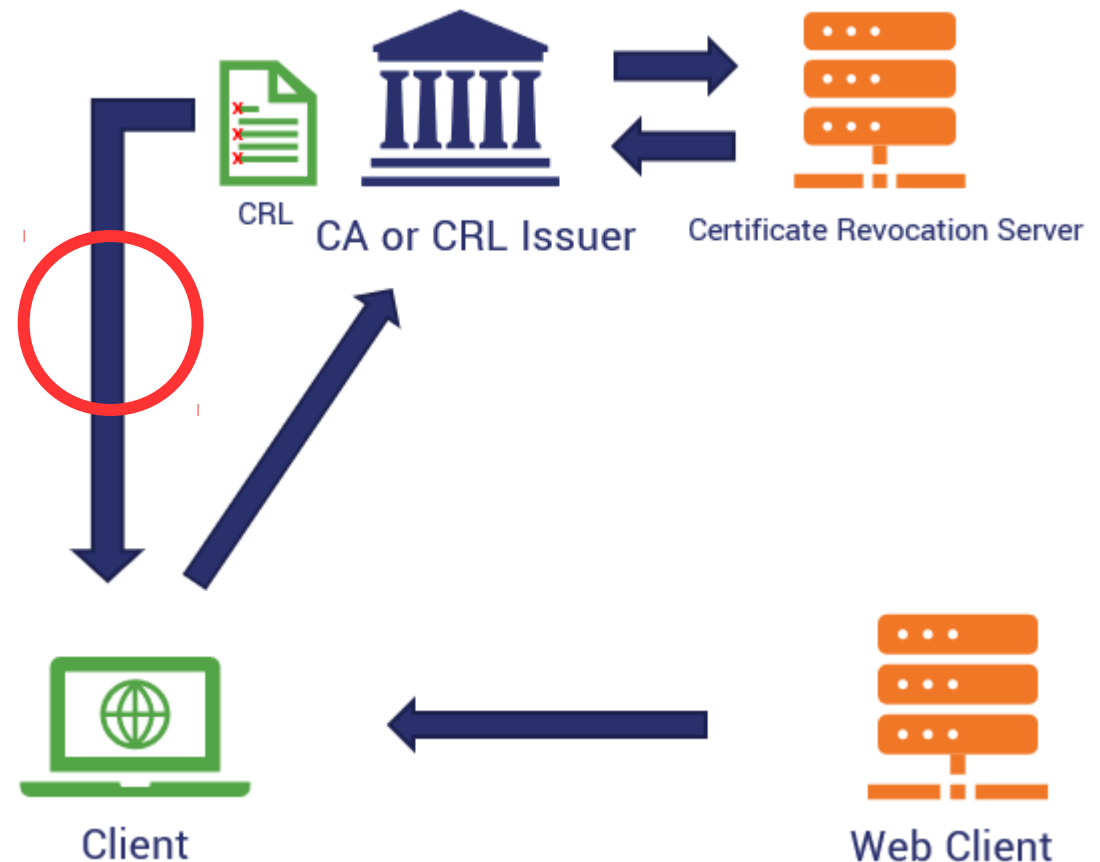 CRL
CA or CRL Issuer
Certificate Revocation Server
Client
Web Client